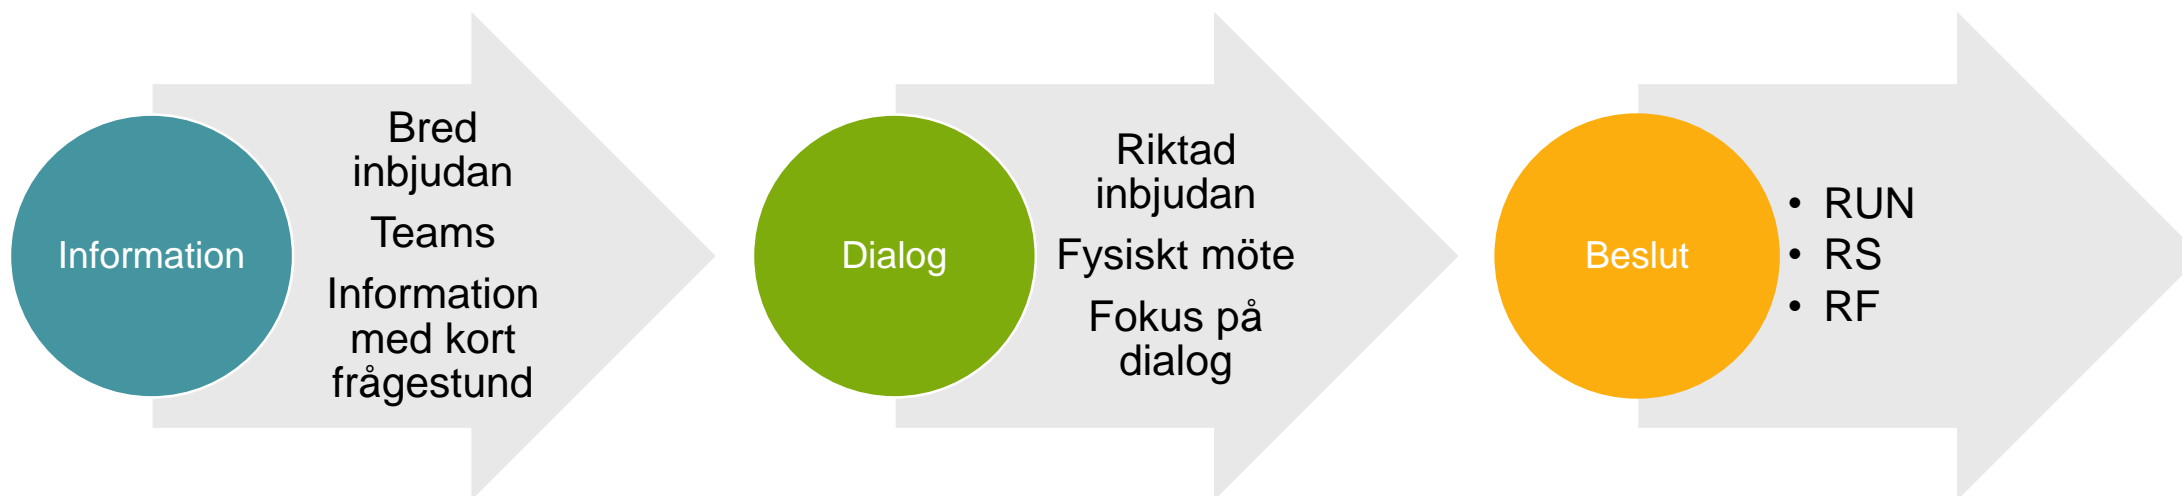 Information
Bred
inbjudan
Teams
Information
med kort
frågestund
Dialog
Riktad
inbjudan
Fysiskt möte
Fokus på
dialog
Beslut
• RUN
• RS
• RF